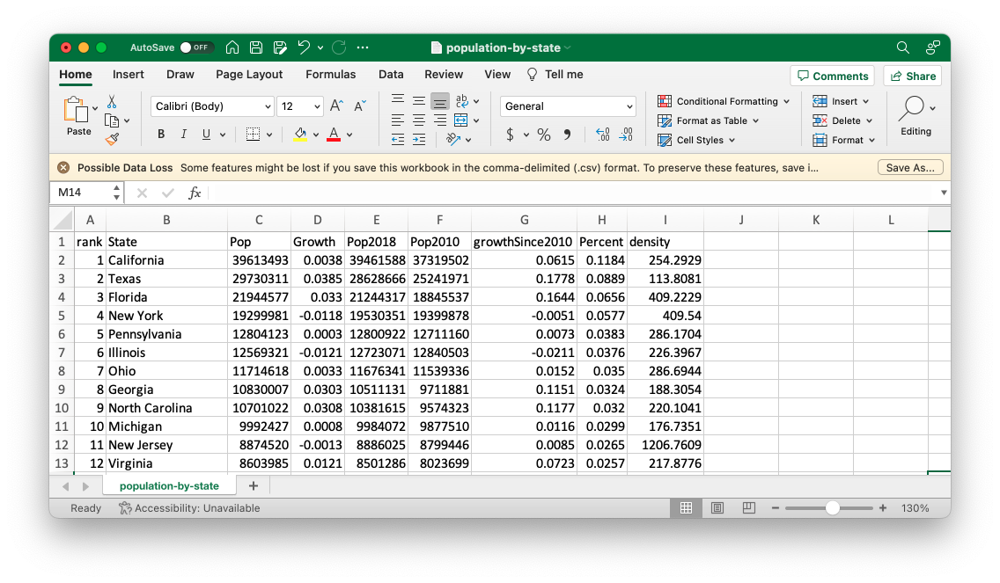 AutoSave OFF population-by-state
Home Insert Draw Page Layout Formulas Data Review View Tell me Comments Share
Paste Calibri (Body) 12 A A ab General Conditional Formatting Insert
Format as Table Delete
B I U A $ % 9 .00 .0 Cell Styles Format Editing
Possible Data Loss Some features might be lost if you save this workbook in the comma-delimited (.csv) format. To preserve these features, save i... Save As...
M14 fx
A B C D E F G H I J K L
1 rank State Pop Growth Pop2018 Pop2010 growthSince2010 Percent density
2 1 California 39613493 0.0038 39461588 37319502 0.0615 0.1184 254.2929
3 2 Texas 29730311 0.0385 28628666 25241971 0.1778 0.0889 113.8081
4 3 Florida 21944577 0.033 21244317 18845537 0.1644 0.0656 409.2229
5 4 New York 19299981 -0.0118 19530351 19399878 -0.0051 0.0577 409.54
6 5 Pennsylvania 12804123 0.0003 12800922 12711160 0.0073 0.0383 286.1704
7 6 Illinois 12569321 -0.0121 12723071 12840503 -0.0211 0.0376 226.3967
8 7 Ohio 11714618 0.0033 11676341 11539336 0.0152 0.035 286.6944
9 8 Georgia 10830007 0.0303 10511131 9711881 0.1151 0.0324 188.3054
10 9 North Carolina 10701022 0.0308 10381615 9574323 0.1177 0.032 220.1041
11 10 Michigan 9992427 0.0008 9984072 9877510 0.0116 0.0299 176.7351
12 11 New Jersey 8874520 -0.0013 8886025 8799446 0.0085 0.0265 1206.7609
13 12 Virginia 8603985 0.0121 8501286 8023699 0.0723 0.0257 217.8776
population-by-state +
Ready Accessibility: Unavailable 130%